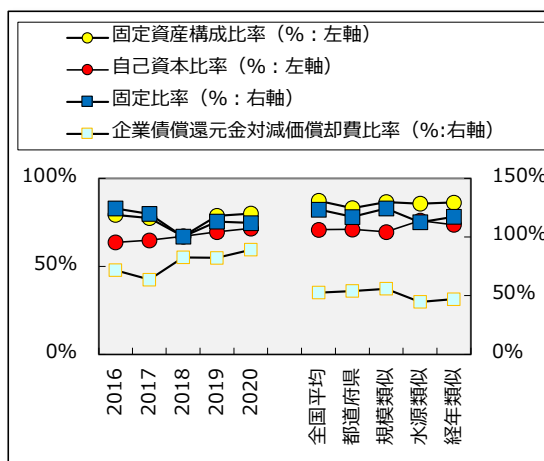 固定資産構成比率（%：左軸）
自己資本比率（%：左軸）
固定比率（%：右軸）
企業債償還元金対減価償却費比率（%:右軸）
100%
50%
0%
150%
100%
50%
0%
2016
2017
2018
2019
2020
全国平均
都道府県
規模類似
水源類似
経年類似